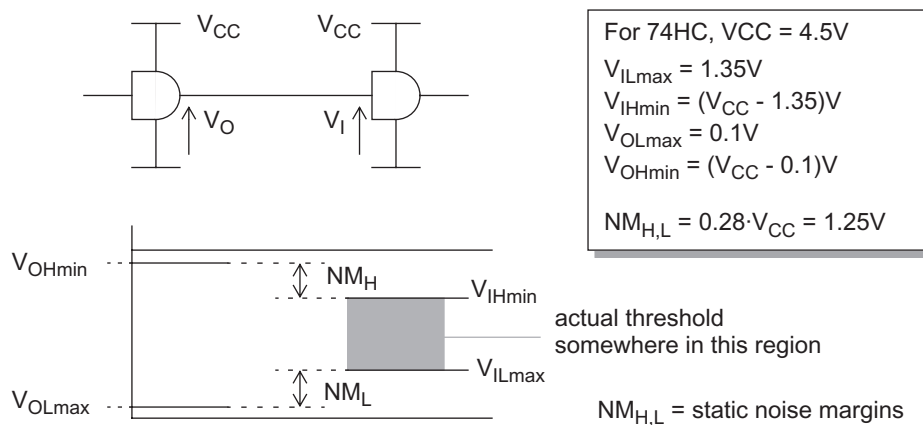 V_CC
V_CC
V_O
V_I
For 74HC, VCC = 4.5V
V_ILmax = 1.35V
V_IHmin = (V_CC - 1.35)V
V_OLmax = 0.1V
V_OHmin = (V_CC - 0.1)V
NM_H,L = 0.28·V_CC = 1.25V
V_OHmin
NM_H
V_IHmin
actual threshold
somewhere in this region
V_ILmax
NM_L
V_OLmax
NM_H,L = static noise margins